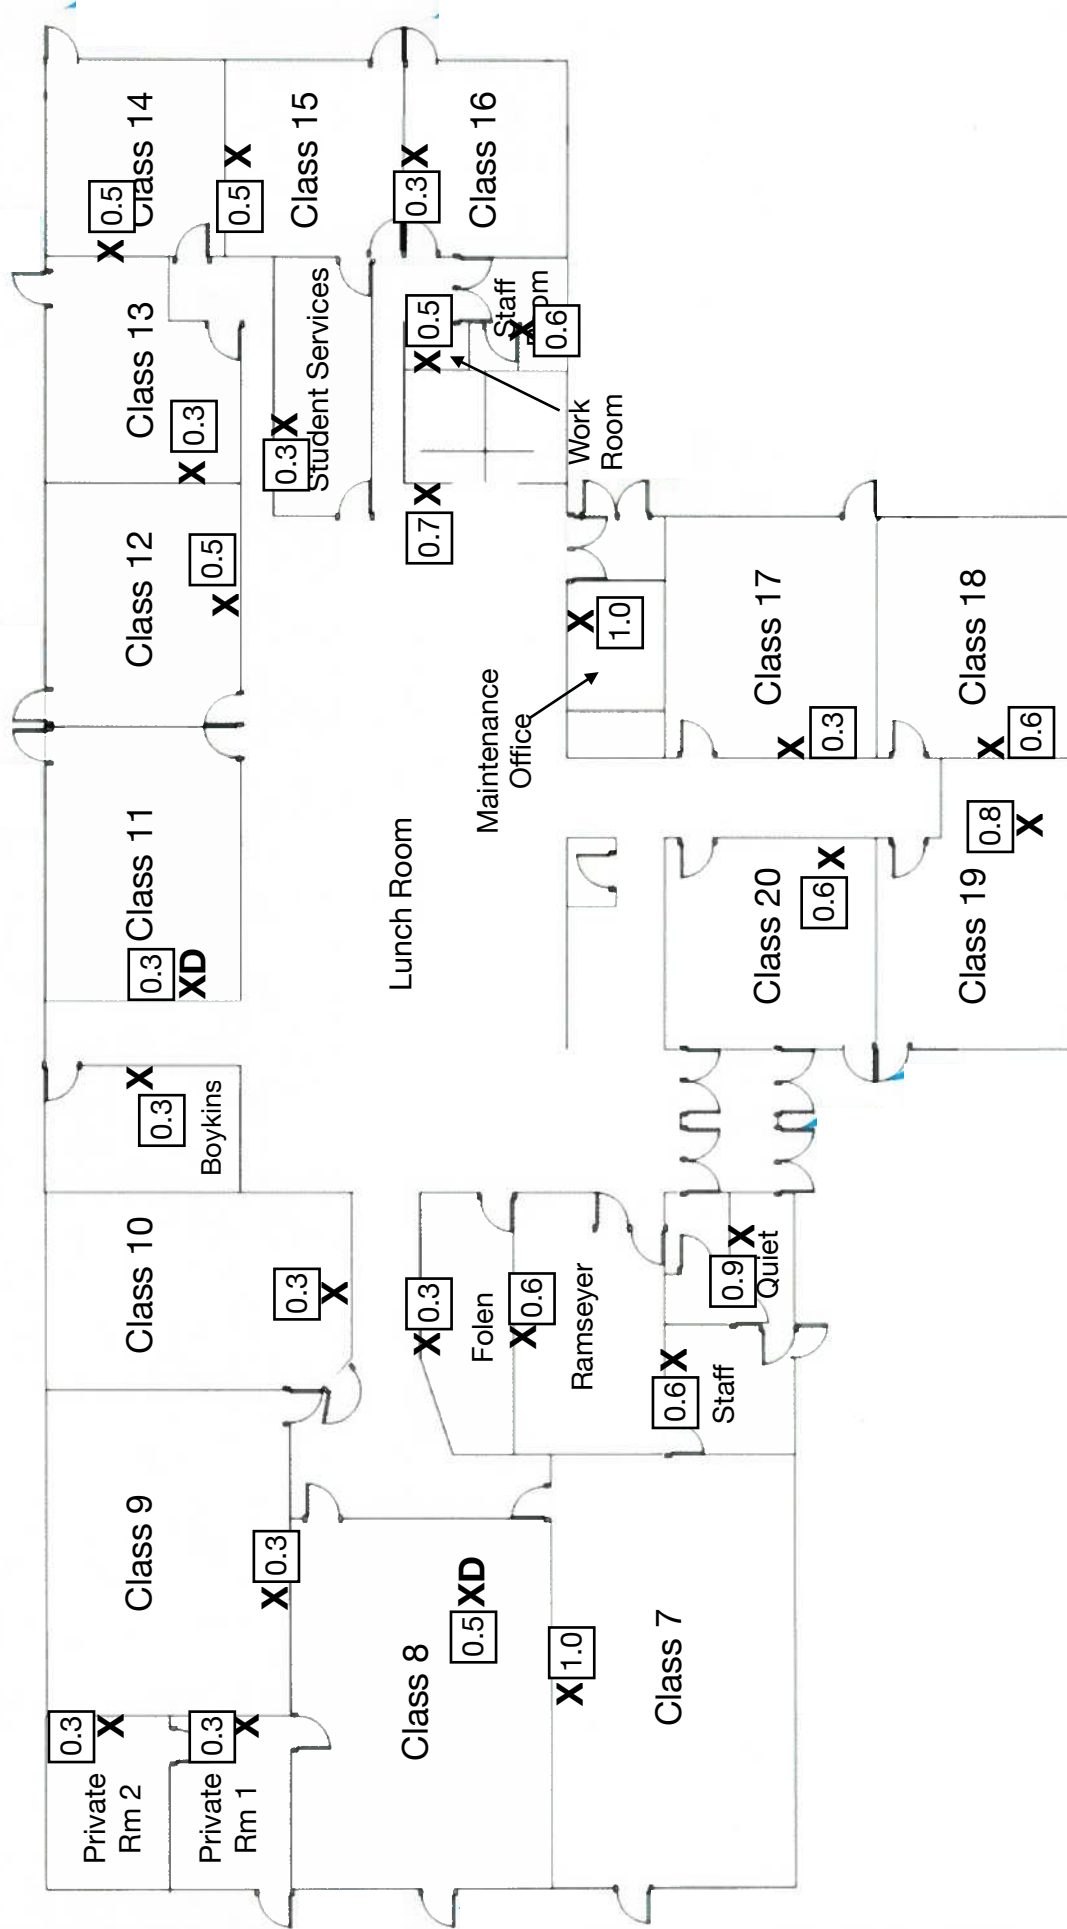 0.3
X
Private
Rm 2
0.3
X
Private
Rm 1
Class 9
X
0.3
Class 10
0.3
X
X
0.3
Boykins
Class 11
0.3
XD
Class 12
0.5
X
Class 13
0.3
X
0.5
X
Class 14
X
0.5
Class 15
0.3
X
Student Services
0.3
X
Class 16
Class 8
XD
0.5
X
0.3
Folen
X
0.6
Ramseyer
Lunch Room
X
0.7
X
0.5
Staff
X
0.6
Work
Room
Maintenance
Office
X
1.0
X
1.0
Class 7
X
0.6
Staff
0.9
X
Quiet
Class 20
X
0.6
Class 17
X
0.3
Class 19
0.8
X
Class 18
X
0.6